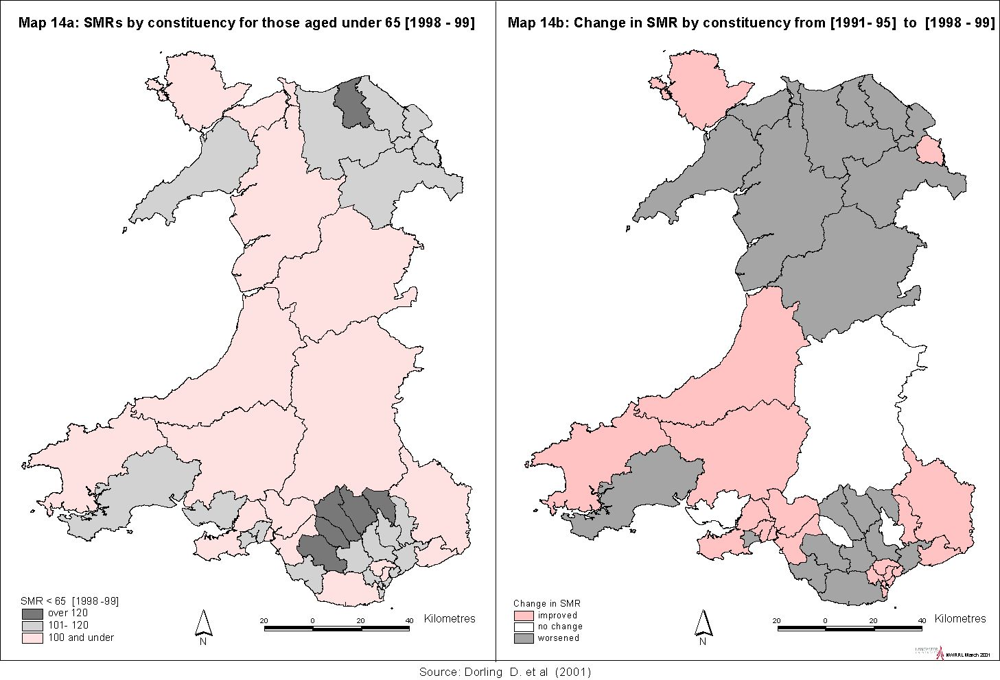 Map 14a: SMRs by constituency for those aged under 65 [1998 - 99]
Map 14b: Change in SMR by constituency from [1991- 95] to [1998 - 99]
SMR < 65 [1998 -99]
over 120
101- 120
100 and under
N
20 0 20 40 Kilometres
Change in SMR
improved
no change
worsened
N
20 0 20 40 Kilometres
LANCASTER
UNIVERSITY
NWRRL March 2001
Source: Dorling D. et al (2001)